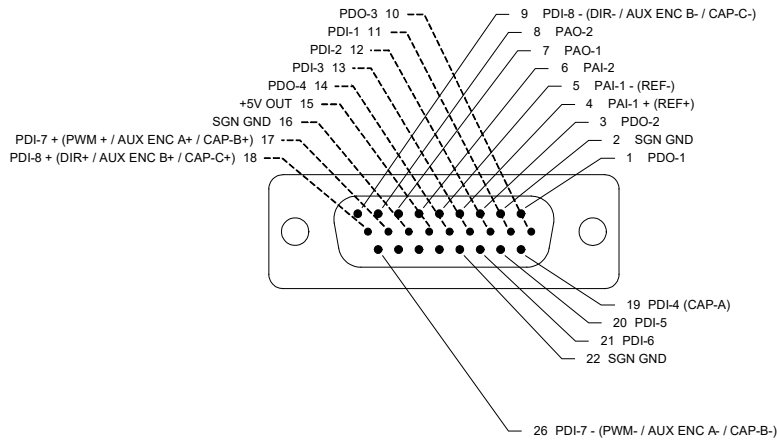 PDO-3 10
PDI-1 11
PDI-2 12
PDI-3 13
PDO-4 14
+5V OUT 15
SGN GND 16
PDI-7 + (PWM + / AUX ENC A+ / CAP-B+) 17
PDI-8 + (DIR+ / AUX ENC B+ / CAP-C+) 18
9 PDI-8 - (DIR- / AUX ENC B- / CAP-C-)
8 PAO-2
7 PAO-1
6 PAI-2
5 PAI-1 - (REF-)
4 PAI-1 + (REF+)
3 PDO-2
2 SGN GND
1 PDO-1
19 PDI-4 (CAP-A)
20 PDI-5
21 PDI-6
22 SGN GND
26 PDI-7 - (PWM- / AUX ENC A- / CAP-B-)